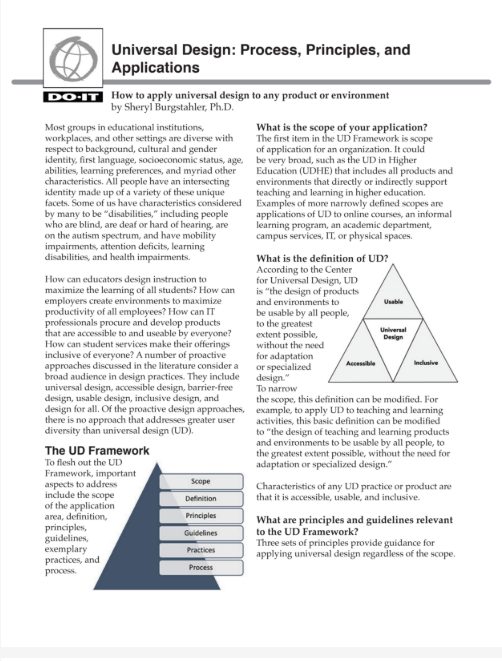 Universal Design: Process, Principles, and
Applications
DO-IT
How to apply universal design to any product or environment
by Sheryl Burgstahler, Ph.D.
Most groups in educational institutions,
workplaces, and other settings are diverse with
respect to background, cultural and gender
identity, first language, socioeconomic status, age,
abilities, learning preferences, and myriad other
characteristics. All people have an intersecting
identity made up of a variety of these unique
facets. Some of us have characteristics considered
by many to be “disabilities,” including people
who are blind, are deaf or hard of hearing, are
on the autism spectrum, and have mobility
impairments, attention deficits, learning
disabilities, and health impairments.
How can educators design instruction to
maximize the learning of all students? How can
employers create environments to maximize
productivity of all employees? How can IT
professionals procure and develop products
that are accessible to and useable by everyone?
How can student services make their offerings
inclusive of everyone? A number of proactive
approaches discussed in the literature consider a
broad audience in design practices. They include
universal design, accessible design, barrier-free
design, usable design, inclusive design, and
design for all. Of the proactive design approaches,
there is no approach that addresses greater user
diversity than universal design (UD).
The UD Framework
To flesh out the UD
Framework, important
aspects to address
include the scope
of the application
area, definition,
principles,
guidelines,
exemplary
practices, and
process.
Scope
Definition
Principles
Guidelines
Practices
Process
What is the scope of your application?
The first item in the UD Framework is scope
of application for an organization. It could
be very broad, such as the UD in Higher
Education (UDHE) that includes all products and
environments that directly or indirectly support
teaching and learning in higher education.
Examples of more narrowly defined scopes are
applications of UD to online courses, an informal
learning program, an academic department,
campus services, IT, or physical spaces.
What is the definition of UD?
According to the Center
for Universal Design, UD
is “the design of products
and environments to
be usable by all people,
to the greatest
extent possible,
without the need
for adaptation
or specialized
design.”
To narrow
the scope, this definition can be modified. For
example, to apply UD to teaching and learning
activities, this basic definition can be modified
to “the design of teaching and learning products
and environments to be usable by all people, to
the greatest extent possible, without the need for
adaptation or specialized design.”
Usable
Universal
Design
Accessible
Inclusive
Characteristics of any UD practice or product are
that it is accessible, usable, and inclusive.
What are principles and guidelines relevant
to the UD Framework?
Three sets of principles provide guidance for
applying universal design regardless of the scope.